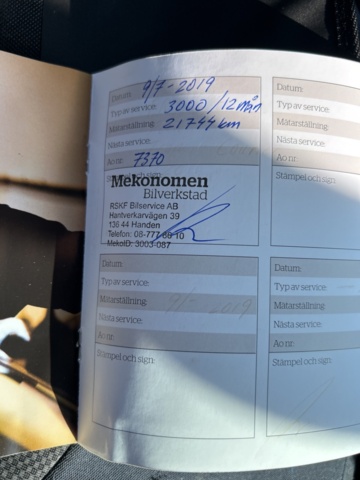 Datum: 9/7-2019
Typ av service: 3000/12 mån
Mätarställning: 21744 km
Nästa service:
Ao nr: 7370
Mekonomen
Bilverkstad
RSKF Bilservice AB
Hantverkarvägen 39
136 44 Handen
Telefon: 08-777 69 10
MekoID: 3003-087
Datum:
Typ av service:
Mätarställning:
Nästa service:
Ao nr:
Stämpel och sign:
Datum:
Typ av service:
Mätarställning
Nästa service
Ao nr:
Stämpel och sign:
Datum:
Typ av service:
Mätarställning:
Nästa service:
Ao nr:
Stämpel och sign: